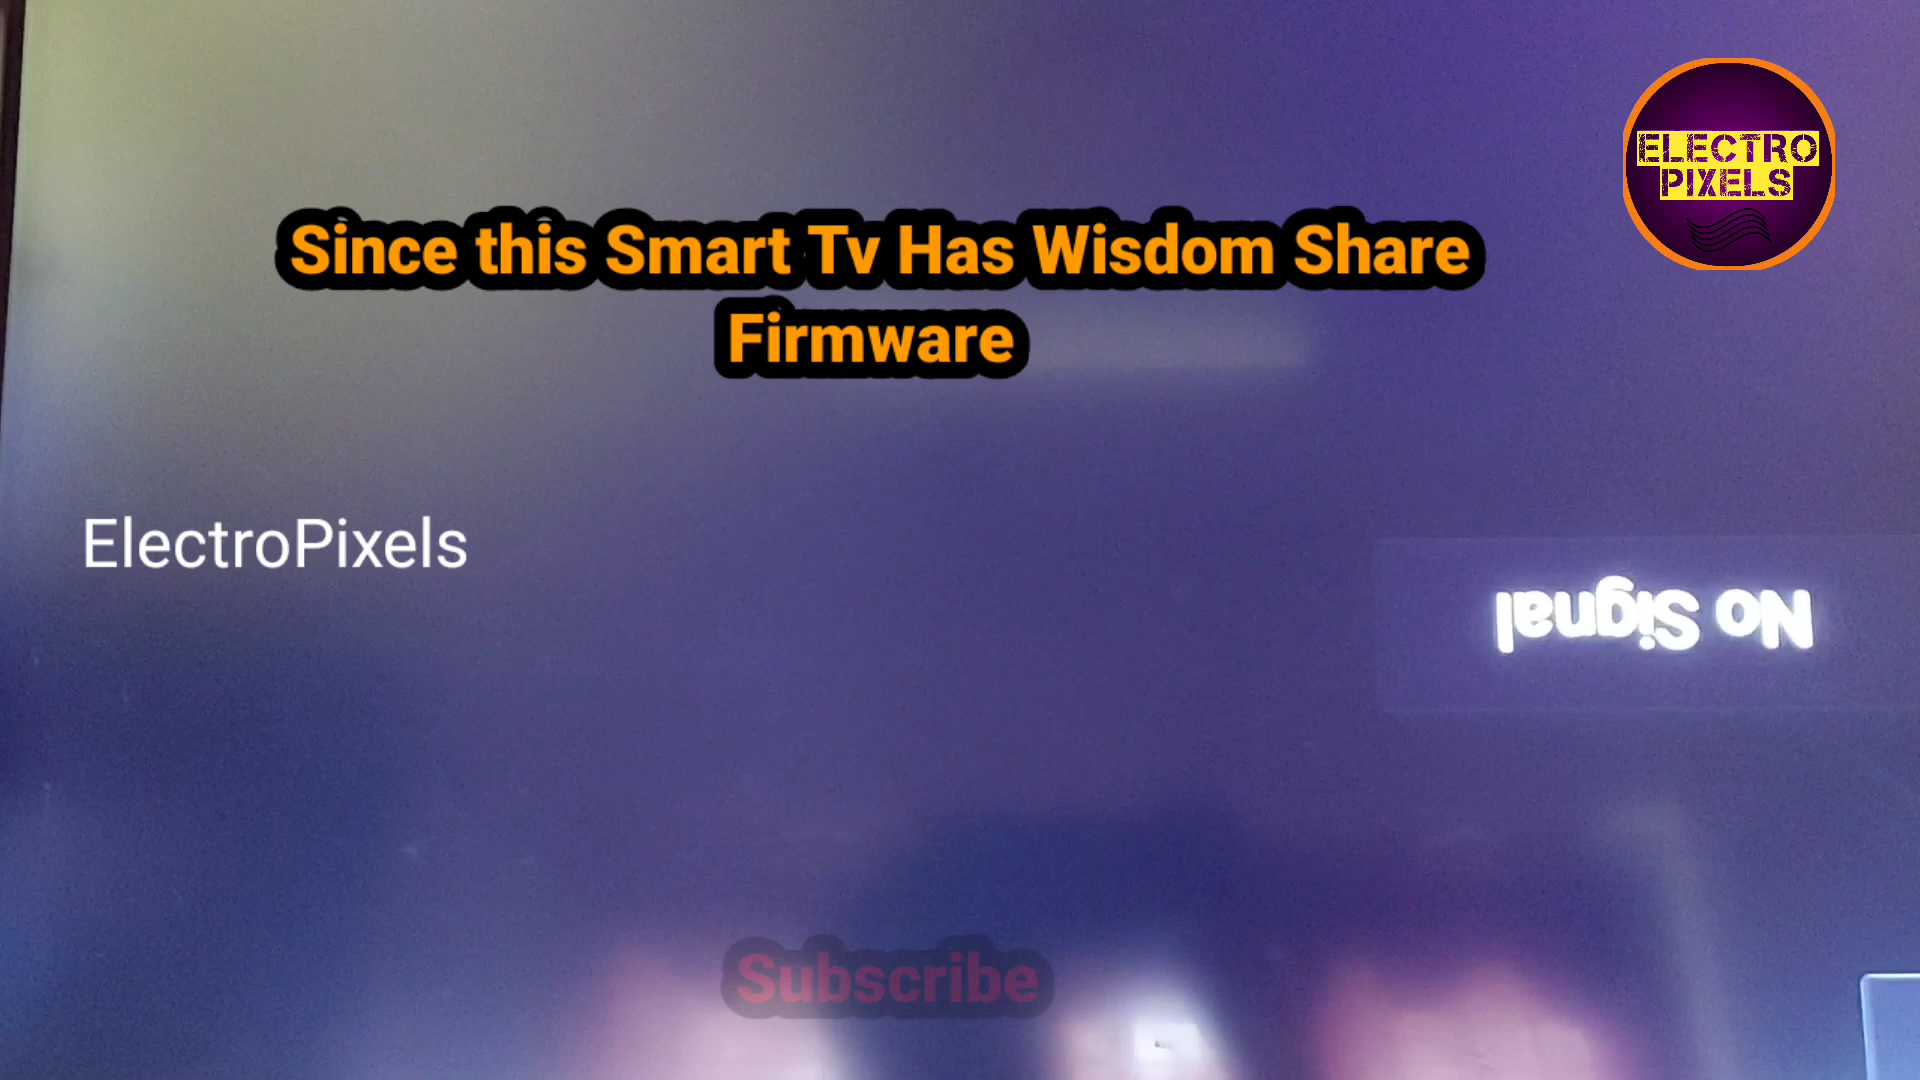 ELECTRO
PIXELS
Since this Smart Tv Has Wisdom Share
Firmware
ElectroPixels
No Signal
Subscribe